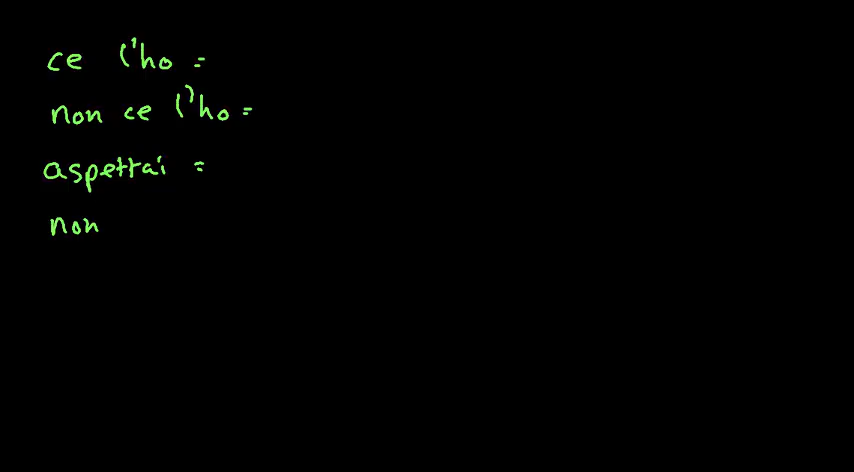 ce l'ho =
non ce l'ho =
aspettai =
non